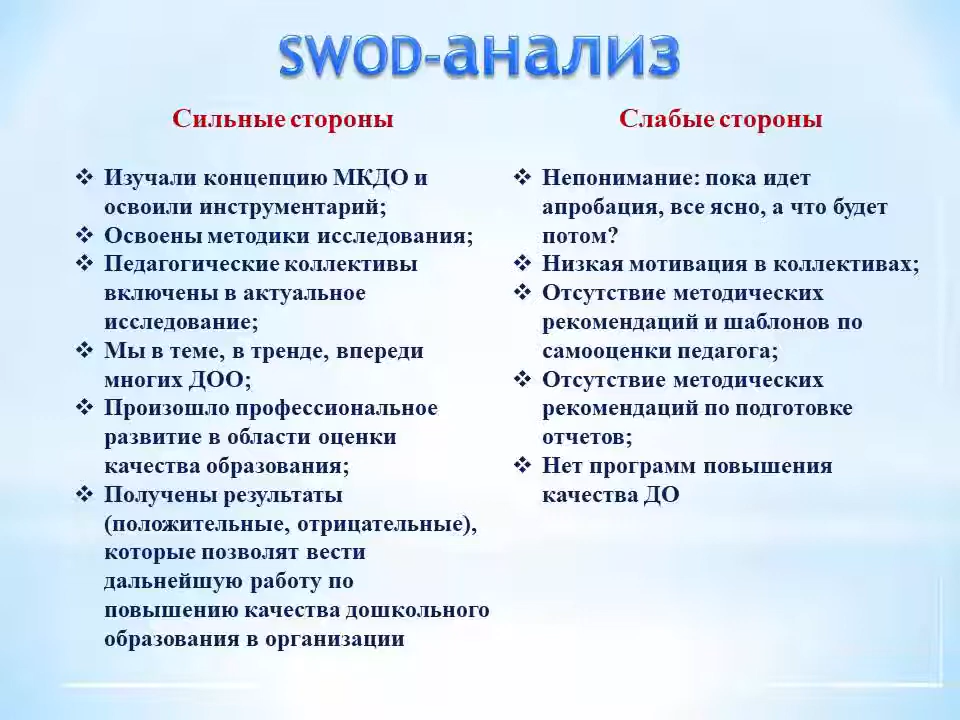 SWOD-анализ
Сильные стороны
❖ Изучали концепцию МКДО и
освоили инструментарий;
❖ Освоены методики исследования;
❖ Педагогические коллективы
включены в актуальное
исследование;
❖ Мы в теме, в тренде, впереди
многих ДОО;
❖ Произошло профессиональное
развитие в области оценки
качества образования;
❖ Получены результаты
(положительные, отрицательные),
которые позволят вести
дальнейшую работу по
повышению качества дошкольного
образования в организации
Слабые стороны
❖ Непонимание: пока идет
апробация, все ясно, а что будет
потом?
❖ Низкая мотивация в коллективах;
❖ Отсутствие методических
рекомендаций и шаблонов по
самооценки педагога;
❖ Отсутствие методических
рекомендаций по подготовке
отчетов;
❖ Нет программ повышения
качества ДО